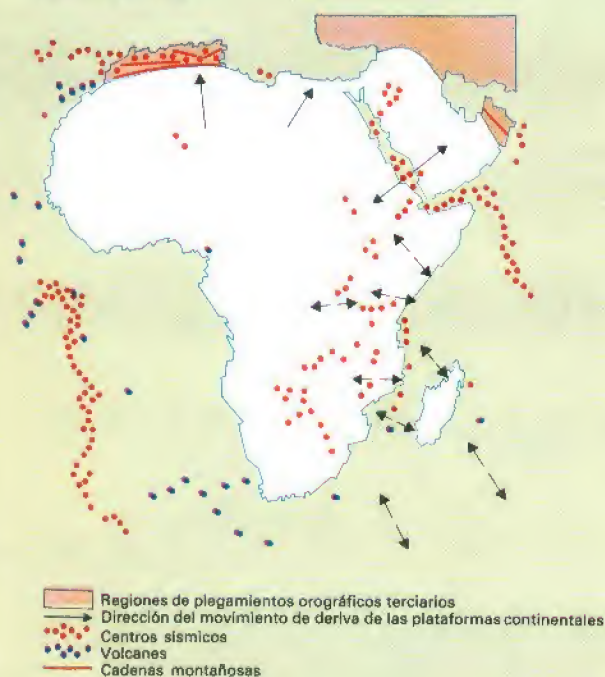 Regiones de plegamientos orográficos terciarios
Dirección del movimiento de deriva de las plataformas continentales
Centros sísmicos
Volcanes
Cadenas montañosas